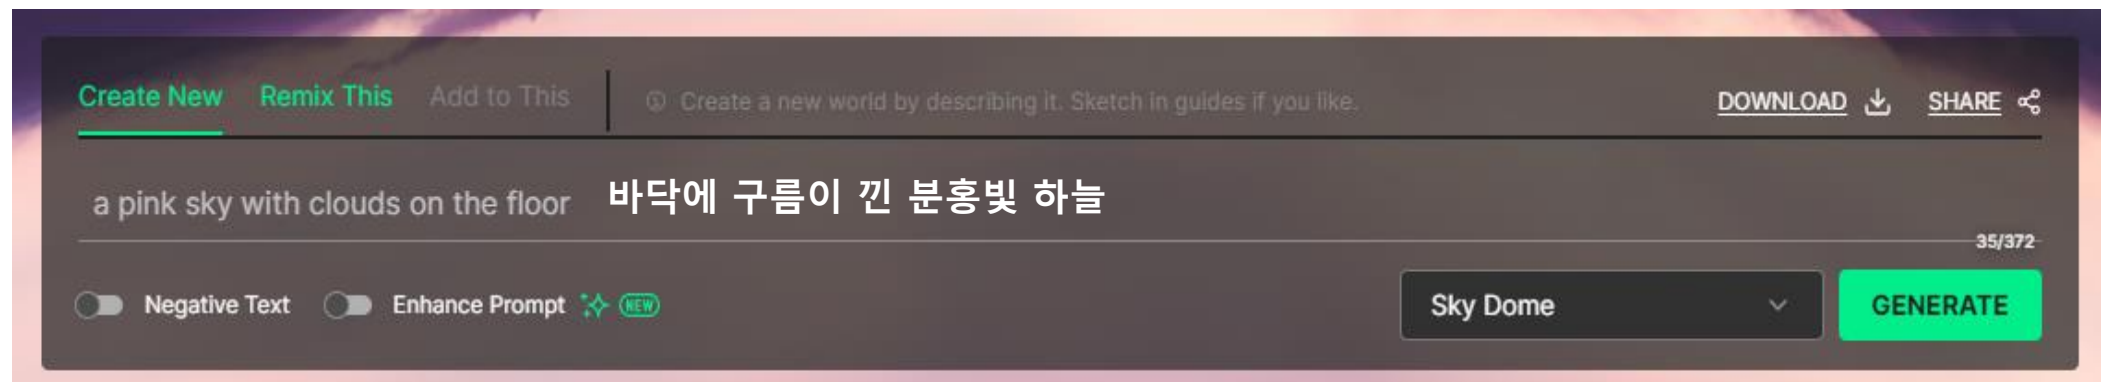 Create New Remix This Add to This Create a new world by describing it. Sketch in guides if you like. DOWNLOAD SHARE
a pink sky with clouds on the floor 바닥에 구름이 낀 분홍빛 하늘
35/372
Negative Text Enhance Prompt NEW Sky Dome GENERATE